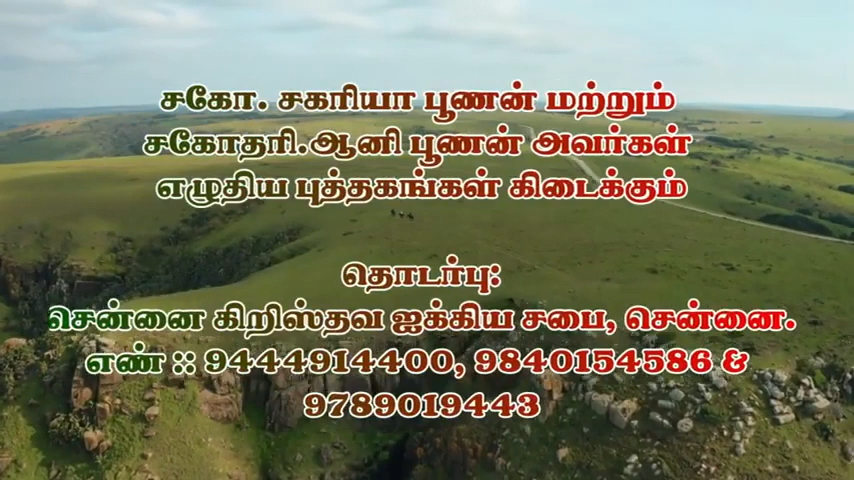 சகோ. சகரியா பூணன் மற்றும்
சகோதரி.ஆனி பூணன் அவர்கள்
எழுதிய புத்தகங்கள் கிடைக்கும்
தொடர்பு:
சென்னை கிறிஸ்தவ ஐக்கிய சபை, சென்னை.
எண் :: 9444914400, 9840154586 &
9789019443